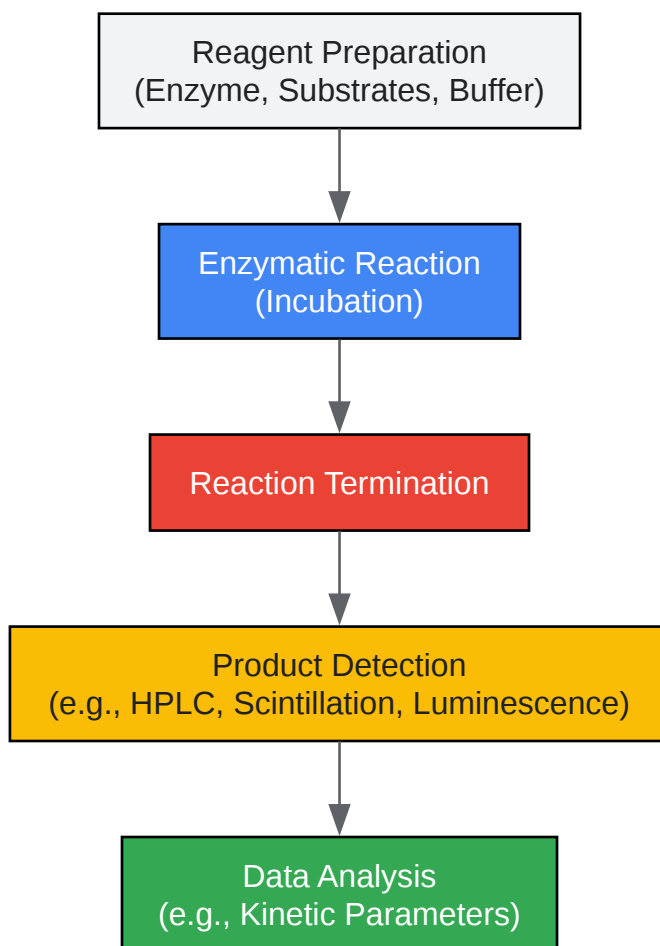 Reagent Preparation
(Enzyme, Substrates, Buffer)
Enzymatic Reaction
(Incubation)
Reaction Termination
Product Detection
(e.g., HPLC, Scintillation, Luminescence)
Data Analysis
(e.g., Kinetic Parameters)